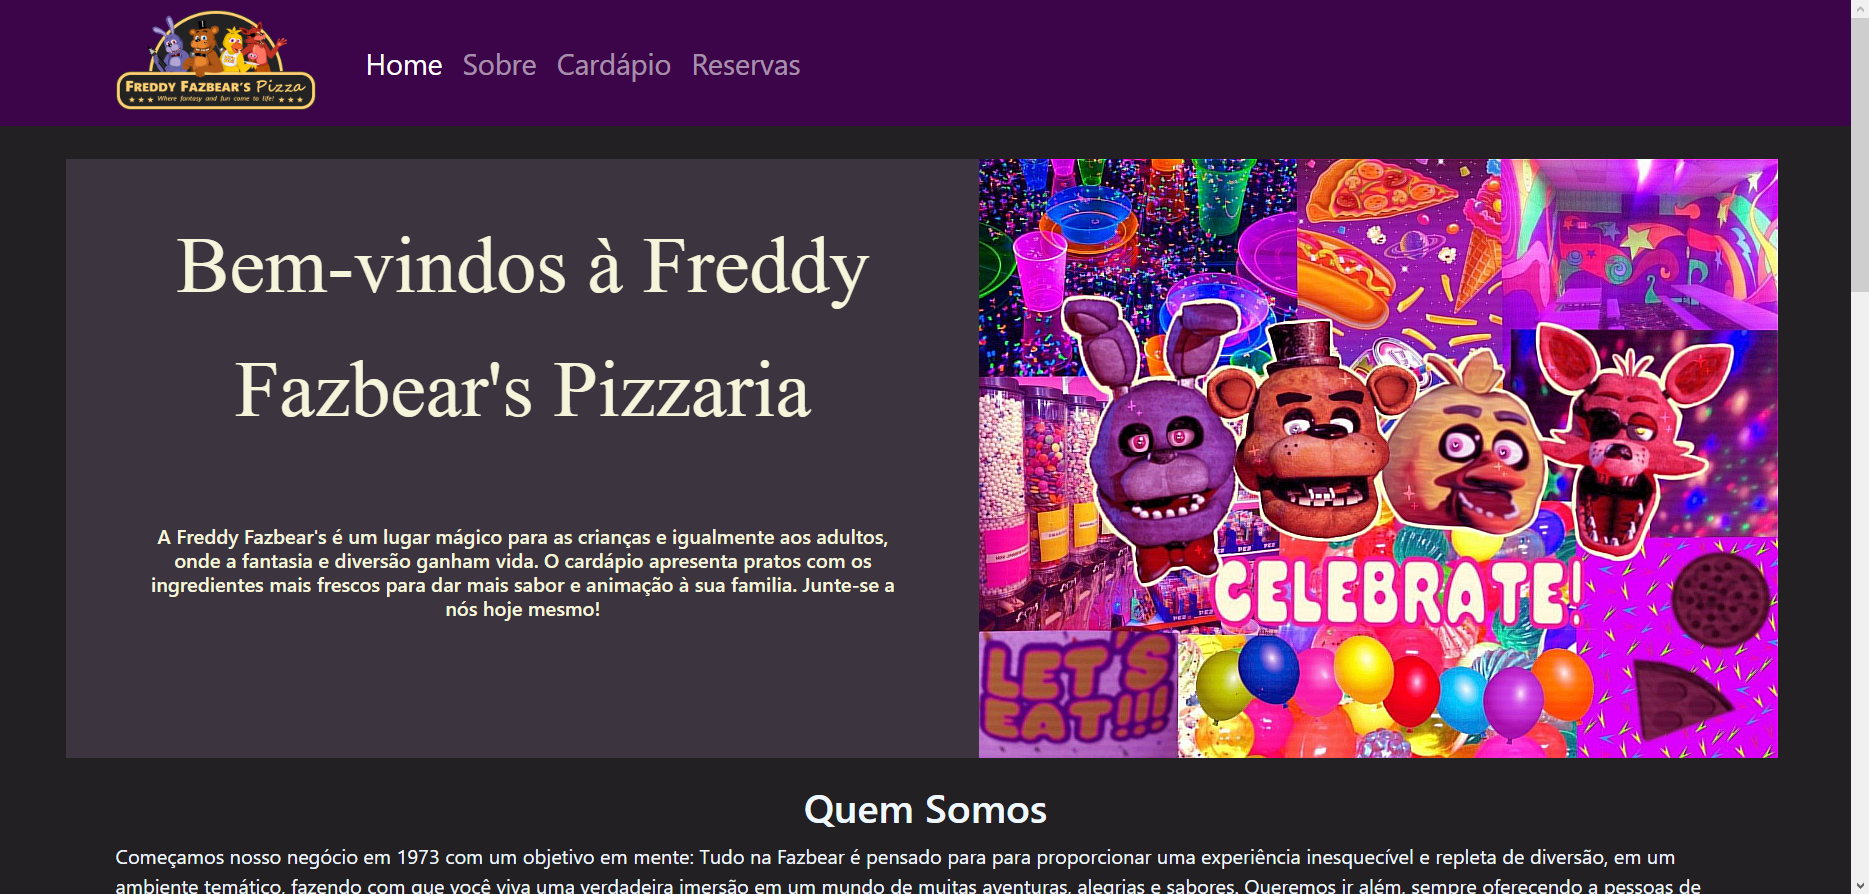 FREDDY FAZBEAR'S Pizza
Where fantasy and fun come to life!
Home Sobre Cardápio Reservas
Bem-vindos à Freddy
Fazbear's Pizzaria
A Freddy Fazbear's é um lugar mágico para as crianças e igualmente aos adultos,
onde a fantasia e diversão ganham vida. O cardápio apresenta pratos com os
ingredientes mais frescos para dar mais sabor e animação à sua familia. Junte-se a
nós hoje mesmo!
CELEBRATE!
LET'S
EAT!!!
Quem Somos
Começamos nosso negócio em 1973 com um objetivo em mente: Tudo na Fazbear é pensado para para proporcionar uma experiência inesquecível e repleta de diversão, em um
ambiente temático, fazendo com que você viva uma verdadeira imersão em um mundo de muitas aventuras, alegrias e sabores. Queremos ir além, sempre oferecendo a pessoas de